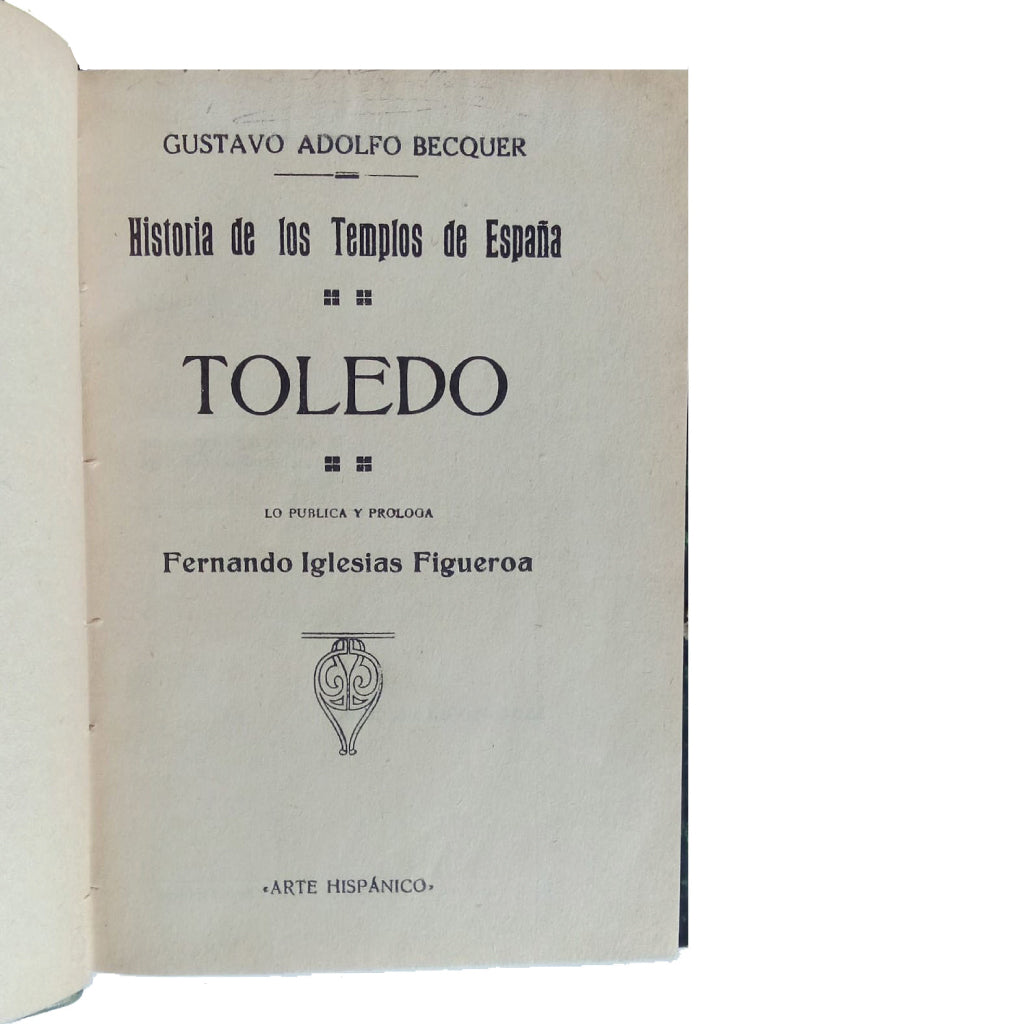 GUSTAVO ADOLFO BECQUER
Historia de los Templos de España
TOLEDO
LO PUBLICA Y PROLOGA
Fernando Iglesias Figueroa
«ARTE HISPÁNICO»